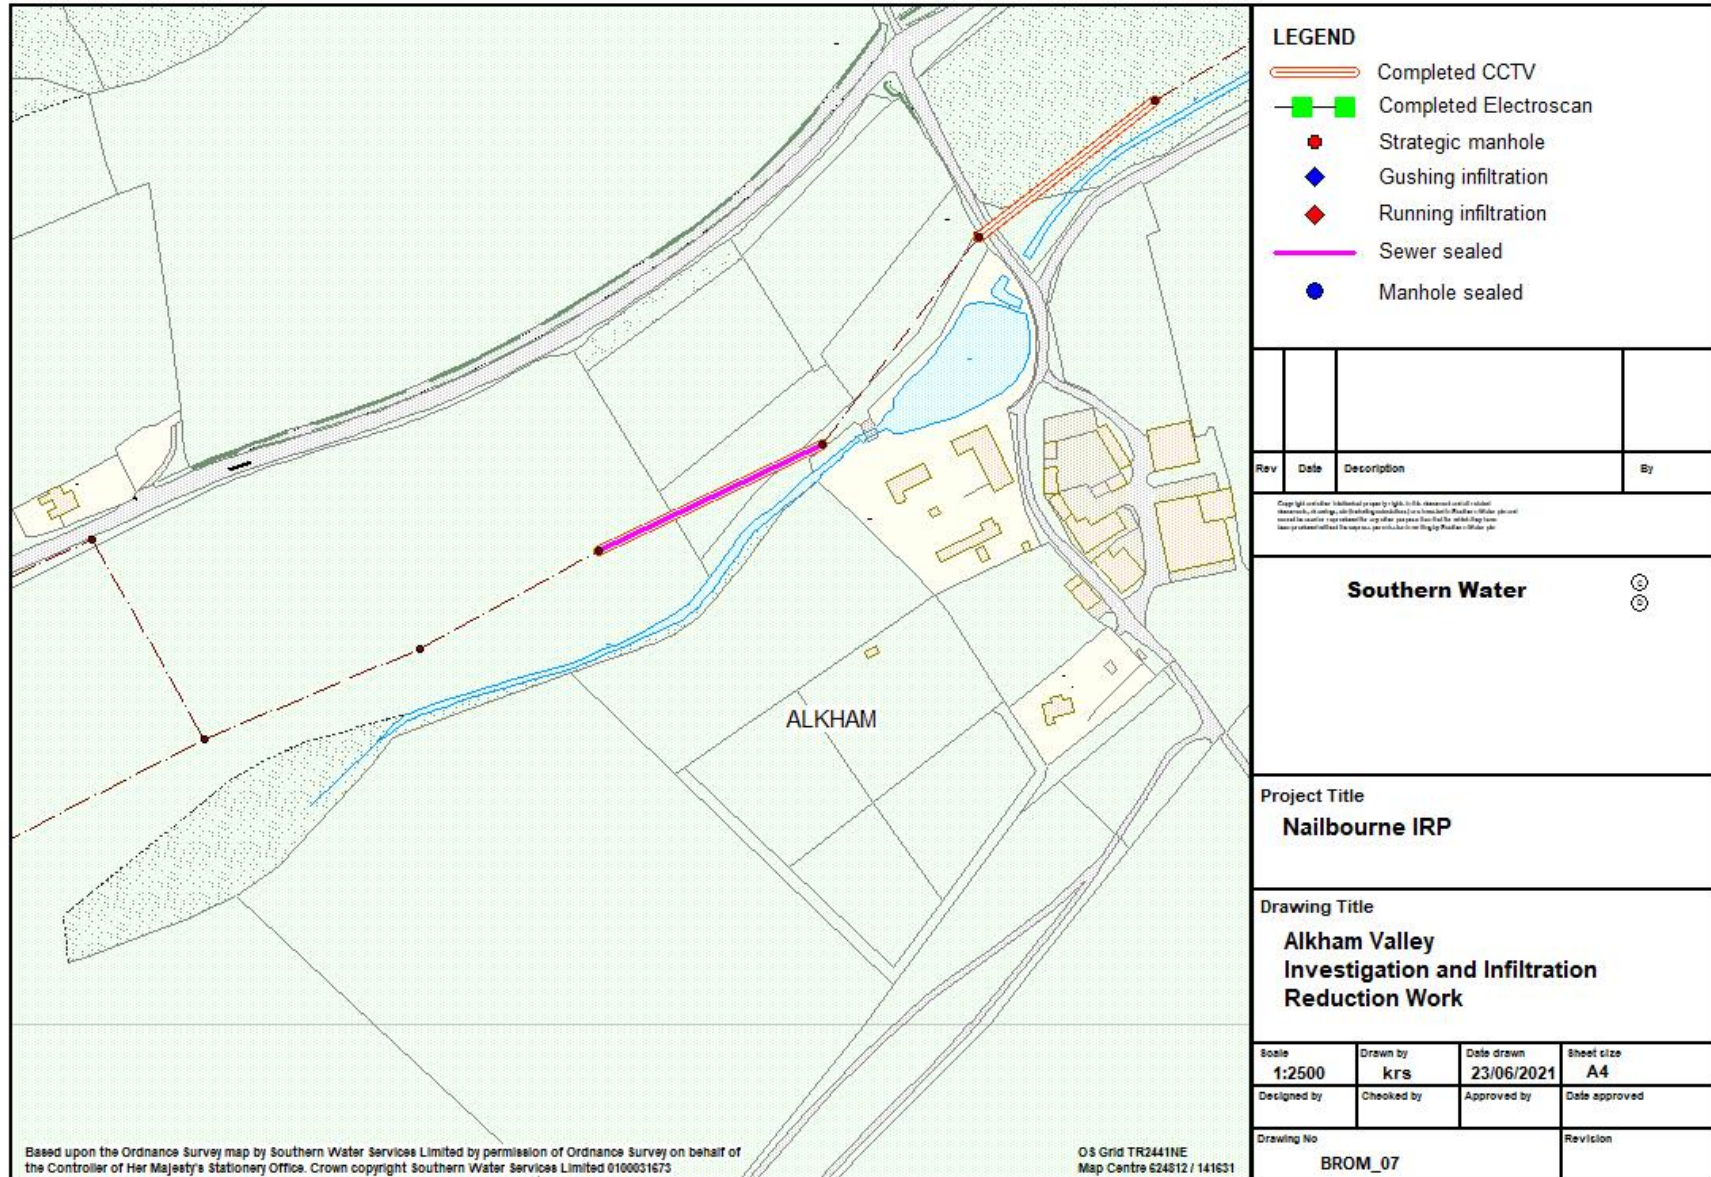 LEGEND
Completed CCTV
Completed Electroscan
Strategic manhole
Gushing infiltration
Running infiltration
Sewer sealed
Manhole sealed
Rev Date Description By
Southern Water
Project Title
Nailbourne IRP
Drawing Title
Alkham Valley
Investigation and Infiltration
Reduction Work
Scale Drawn by Date drawn Sheet size
1:2500 krs 23/06/2021 A4
Designed by Checked by Approved by Date approved
Drawing No Revision
BROM_07
ALKHAM
Based upon the Ordnance Survey map by Southern Water Services Limited by permission of Ordnance Survey on behalf of
the Controller of Her Majesty's Stationery Office. Crown copyright Southern Water Services Limited 0100031673
OS Grid TR2441NE
Map Centre 624812 / 141631